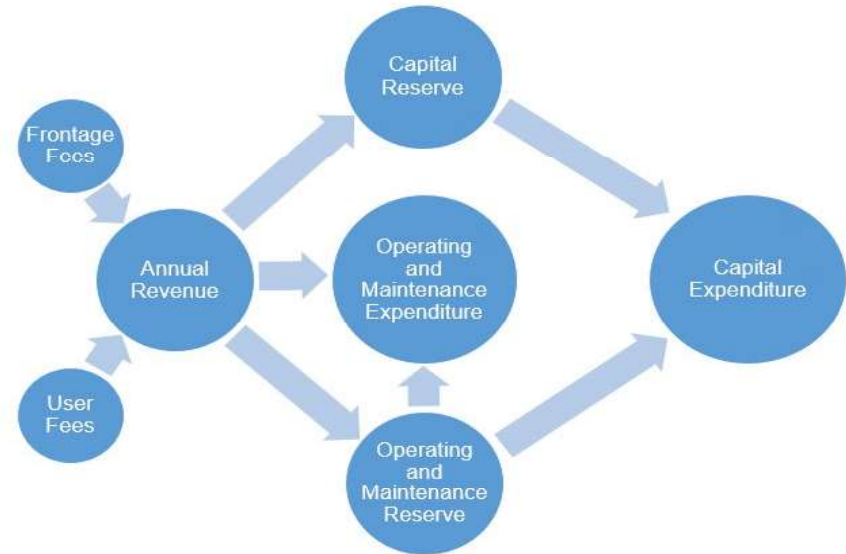 Capital
Reserve
Frontage
Fees
Annual
Revenue
Operating
and
Maintenance
Expenditure
Capital
Expenditure
User
Fees
Operating
and
Maintenance
Reserve